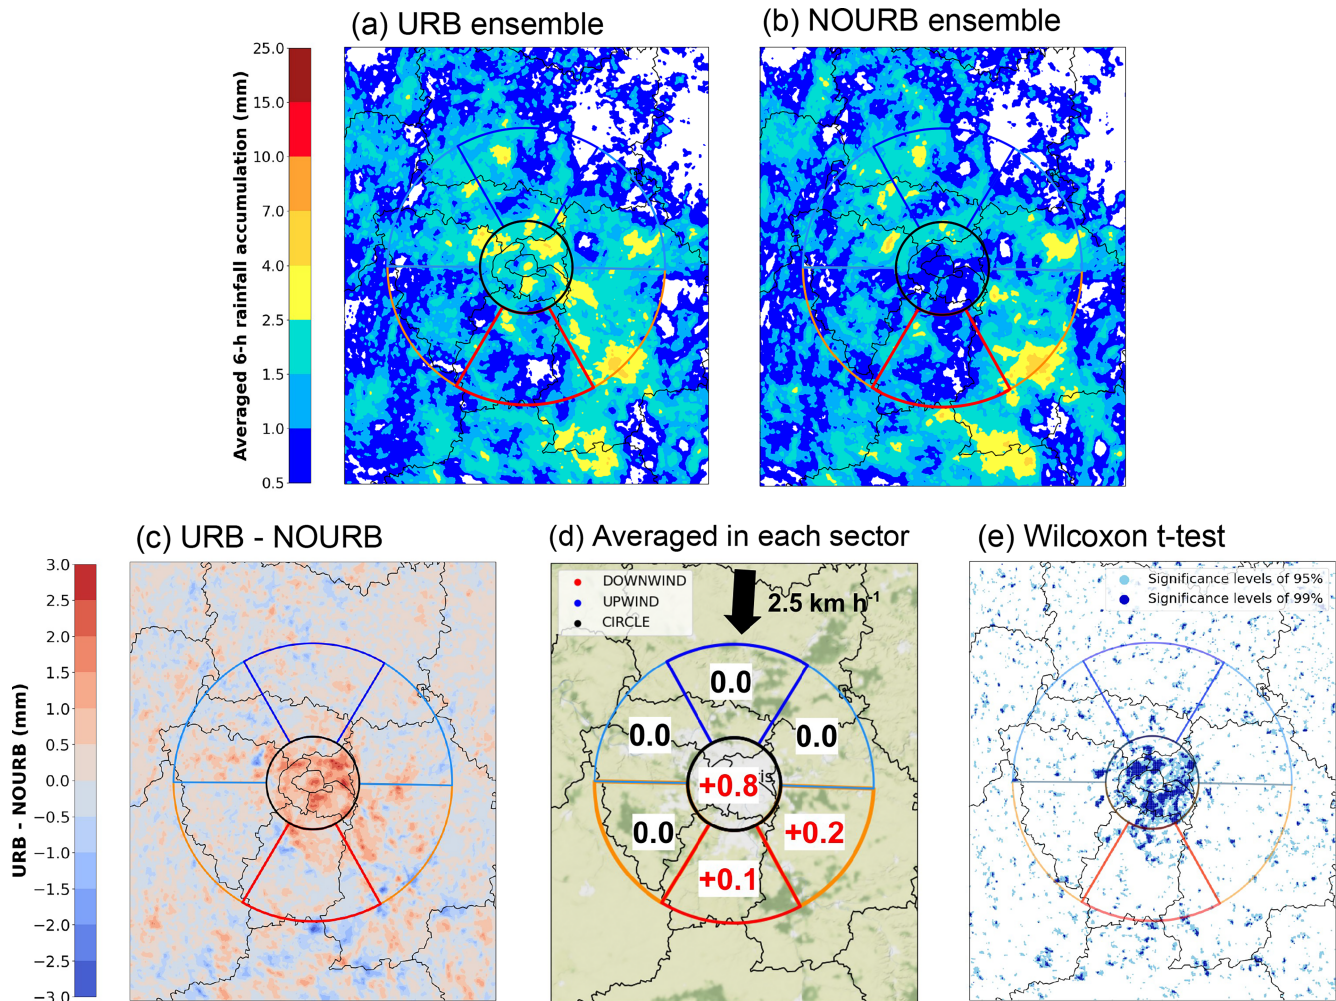 (a) URB ensemble
(b) NOURB ensemble
Averaged 6-h rainfall accumulation (mm)
25.0
15.0
10.0
7.0
4.0
2.5
1.5
1.0
0.5
(c) URB - NOURB
(d) Averaged in each sector
(e) Wilcoxon t-test
URB - NOURB (mm)
3.0
2.5
2.0
1.5
1.0
0.5
0.0
−0.5
−1.0
−1.5
−2.0
−2.5
−3.0
DOWNWIND
UPWIND
CIRCLE
2.5 km h⁻¹
0.0
0.0
0.0
+0.8
is
0.0
+0.2
+0.1
Significance levels of 95%
Significance levels of 99%